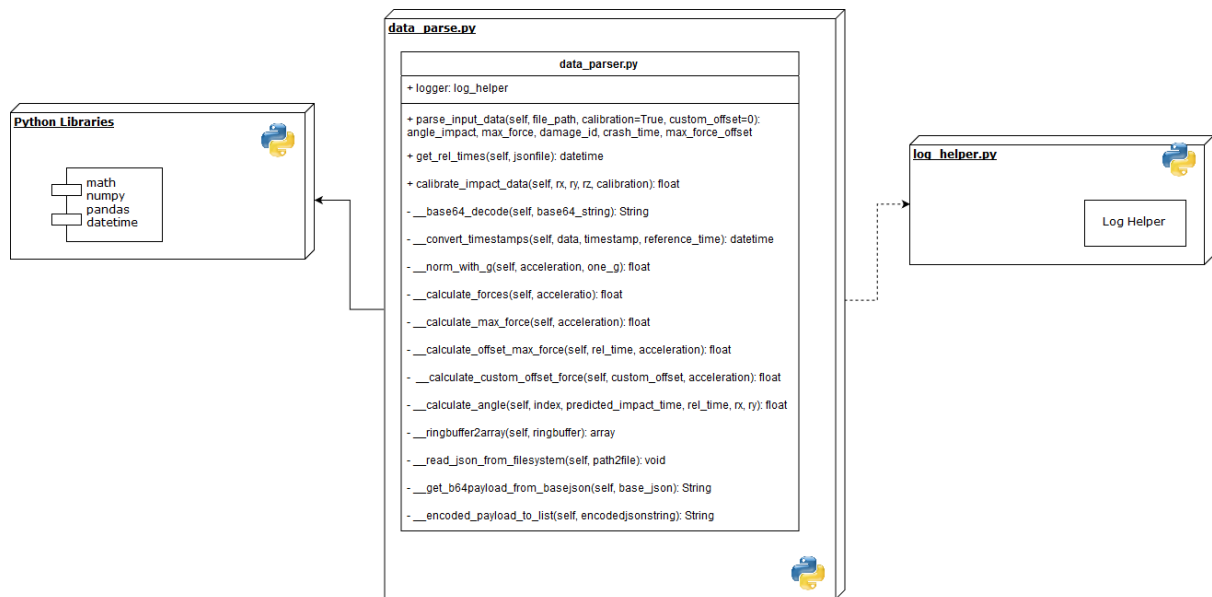 data_parse.py
data_parser.py
+ logger: log_helper
+ parse_input_data(self, file_path, calibration=True, custom_offset=0):
angle_impact, max_force, damage_id, crash_time, max_force_offset
+ get_rel_times(self, jsonfile): datetime
+ calibrate_impact_data(self, rx, ry, rz, calibration): float
- __base64_decode(self, base64_string): String
- __convert_timestamps(self, data, timestamp, reference_time): datetime
- __norm_with_g(self, acceleration, one_g): float
- __calculate_forces(self, acceleratio): float
- __calculate_max_force(self, acceleration): float
- __calculate_offset_max_force(self, rel_time, acceleration): float
- __calculate_custom_offset_force(self, custom_offset, acceleration): float
- __calculate_angle(self, index, predicted_impact_time, rel_time, rx, ry): float
- __ringbuffer2array(self, ringbuffer): array
- __read_json_from_filesystem(self, path2file): void
- __get_b64payload_from_basejson(self, base_json): String
- __encoded_payload_to_list(self, encodedjsonstring): String
Python Libraries
math
numpy
pandas
datetime
log_helper.py
Log Helper